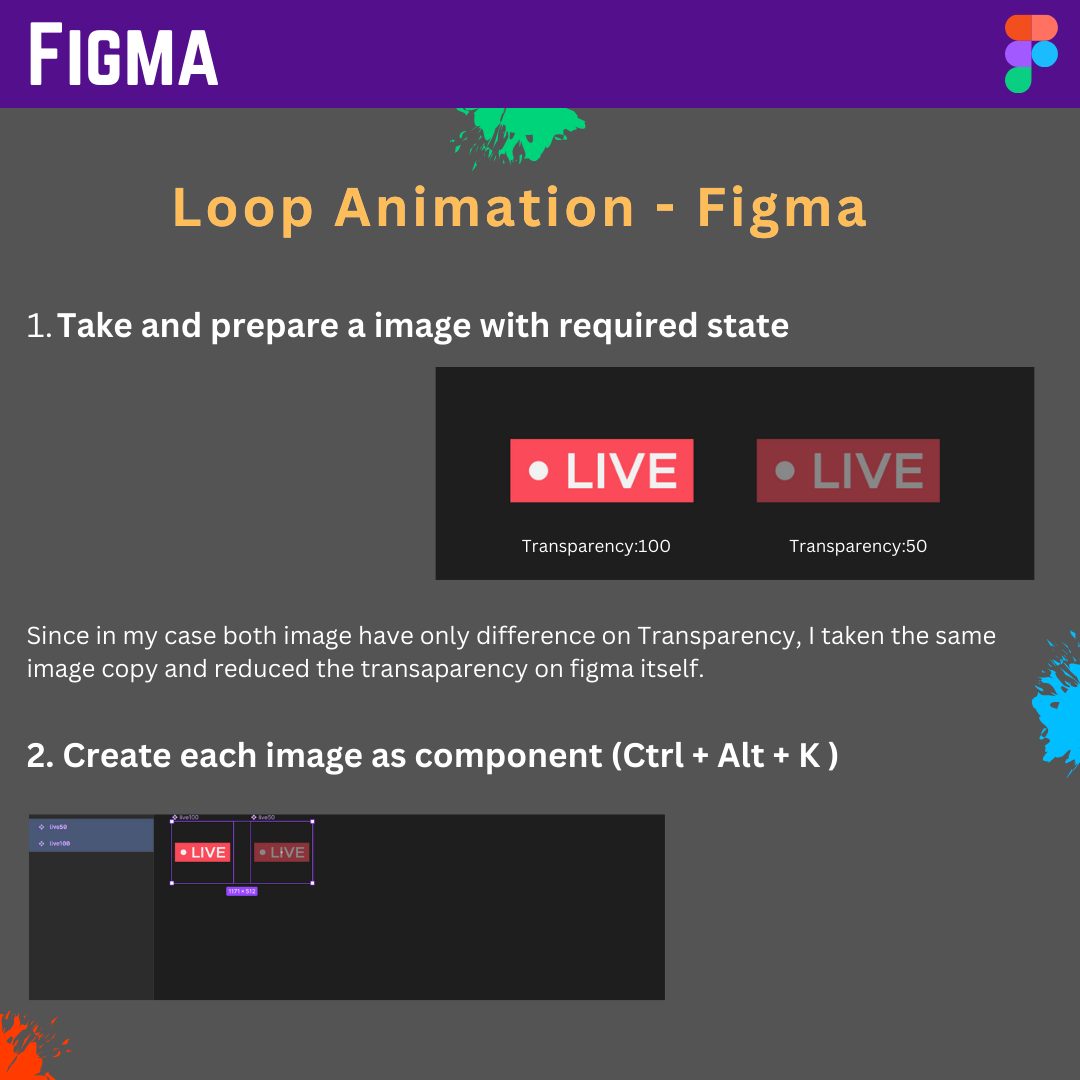 FIGMA
Loop Animation - Figma
1. Take and prepare a image with required state
LIVE LIVE
Transparency:100 Transparency:50
Since in my case both image have only difference on Transparency, I taken the same
image copy and reduced the transaparency on figma itself.
2. Create each image as component (Ctrl + Alt + K )
live50
live100
live100 live50
LIVE LIVE
1171 × 512